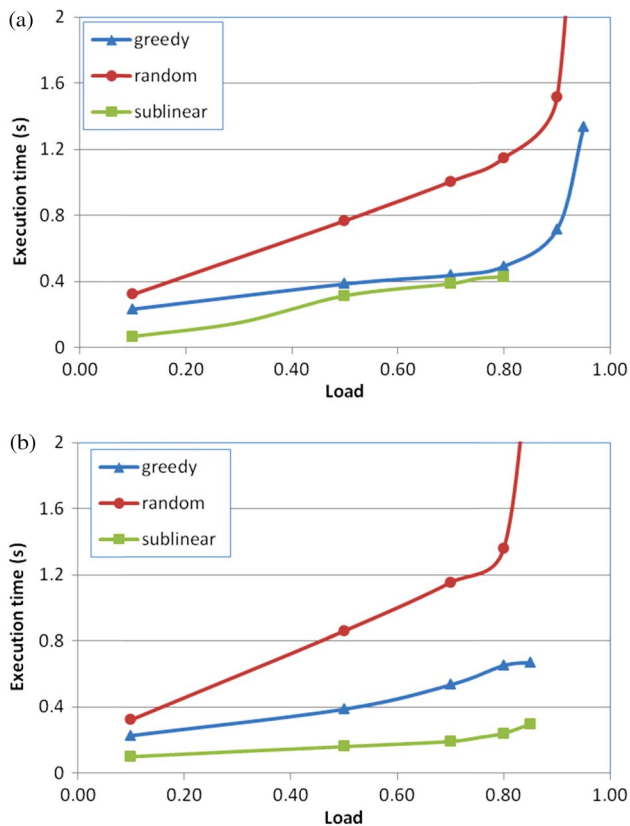 (a)
2
1.6
1.2
0.8
0.4
0
Execution time (s)
greedy
random
sublinear
0.00 0.20 0.40 0.60 0.80 1.00
Load
(b)
2
1.6
1.2
0.8
0.4
0
Execution time (s)
greedy
random
sublinear
0.00 0.20 0.40 0.60 0.80 1.00
Load